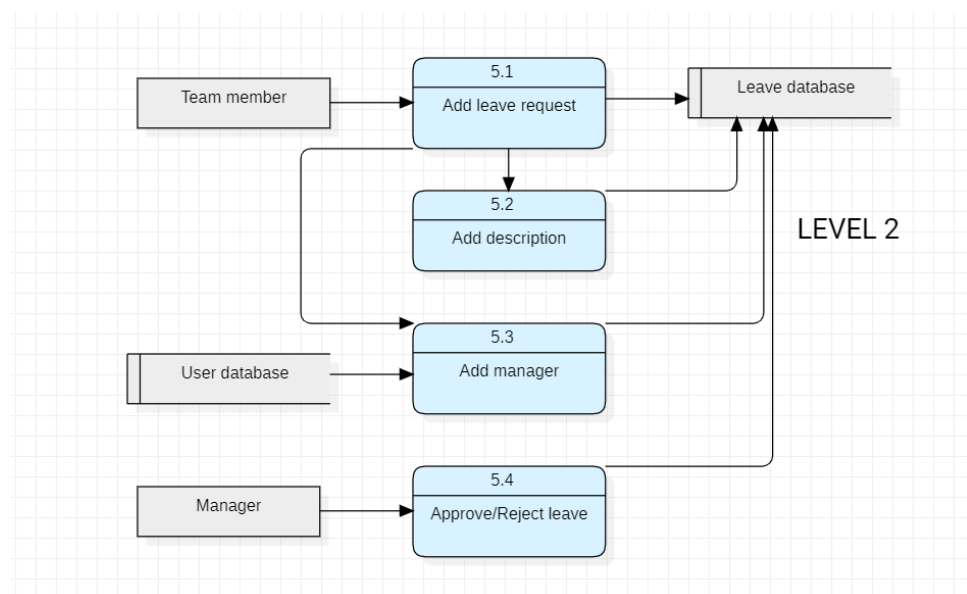 5.1
Team member
Add leave request
Leave database
5.2
Add description
LEVEL 2
5.3
User database
Add manager
5.4
Manager
Approve/Reject leave